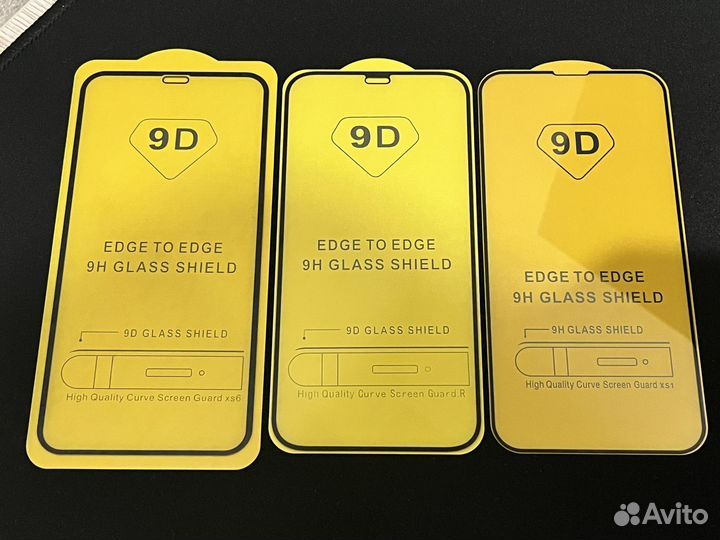 9D
EDGE TO EDGE
9H GLASS SHIELD
9D GLASS SHIELD
High Quality Curve Screen Guard xs6
9D
EDGE TO EDGE
9H GLASS SHIELD
9D GLASS SHIELD
High Quality Curve Screen Guard.R
9D
EDGE TO EDGE
9H GLASS SHIELD
9H GLASS SHIELD
High Quality Curve Screen Guard xs1
Avito